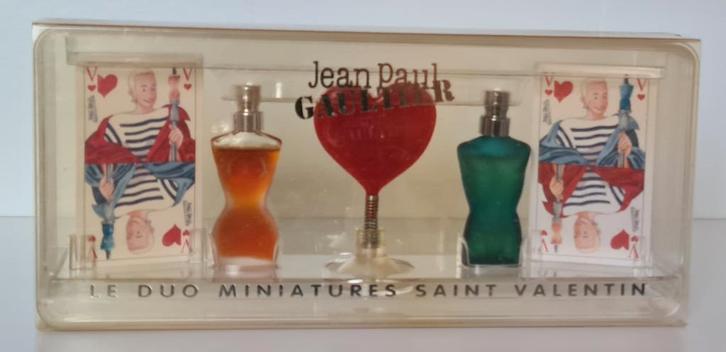 Jean Paul
GAULTIER
V
V
V
V
LE DUO MINIATURES SAINT VALENTIN